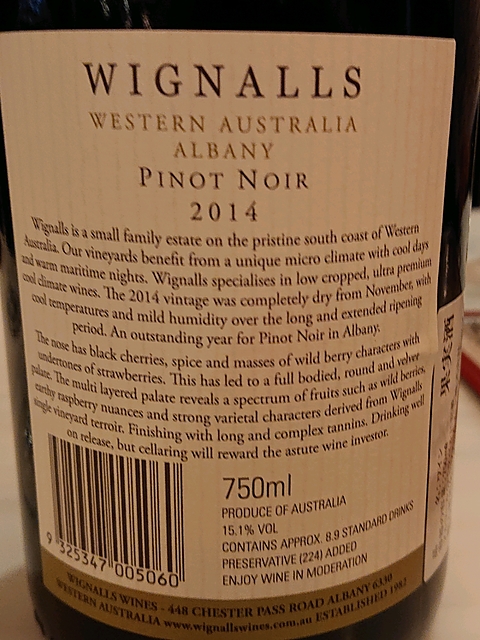 WIGNALLS
WESTERN AUSTRALIA
ALBANY
PINOT NOIR
2014
Wignalls is a small family estate on the pristine south coast of Western
Australia. Our vineyards benefit from a unique micro climate with cool days
and warm maritime nights. Wignalls specialises in low cropped, ultra premium
cool climate wines. The 2014 vintage was completely dry from November, with
cool temperatures and mild humidity over the long and extended ripening
period. An outstanding year for Pinot Noir in Albany.
The nose has black cherries, spice and masses of wild berry characters with
undertones of strawberries. This has led to a full bodied, round and velvet
palate. The multi layered palate reveals a spectrum of fruits such as wild berries,
earthy raspberry nuances and strong varietal characters derived from Wignalls
single vineyard terroir. Finishing with long and complex tannins. Drinking well
on release, but cellaring will reward the astute wine investor.
750ml
PRODUCE OF AUSTRALIA
15.1% VOL
CONTAINS APPROX. 8.9 STANDARD DRINKS
PRESERVATIVE (224) ADDED
ENJOY WINE IN MODERATION
9 325347 005060
WIGNALLS WINES - 448 CHESTER PASS ROAD ALBANY 6330
WESTERN AUSTRALIA www.wignallswines.com.au ESTABLISHED 1982
果実酒